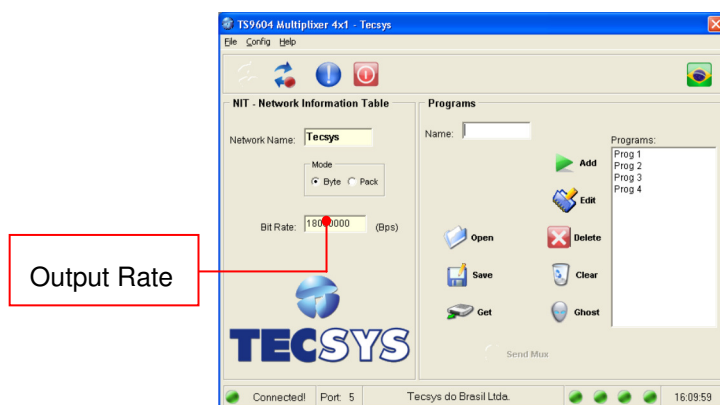 TS9604 Multiplixer 4x1 - Tecsys
File Config Help
NIT - Network Information Table
Network Name: Tecsys
Mode
Byte Pack
Bit Rate: 18000000 (Bps)
Output Rate
TECSYS
Programs
Name:
Programs:
Prog 1
Prog 2
Prog 3
Prog 4
Add
Edit
Open
Delete
Save
Clear
Get
Ghost
Send Mux
Connected! Port: 5 Tecsys do Brasil Ltda. 16:09:59